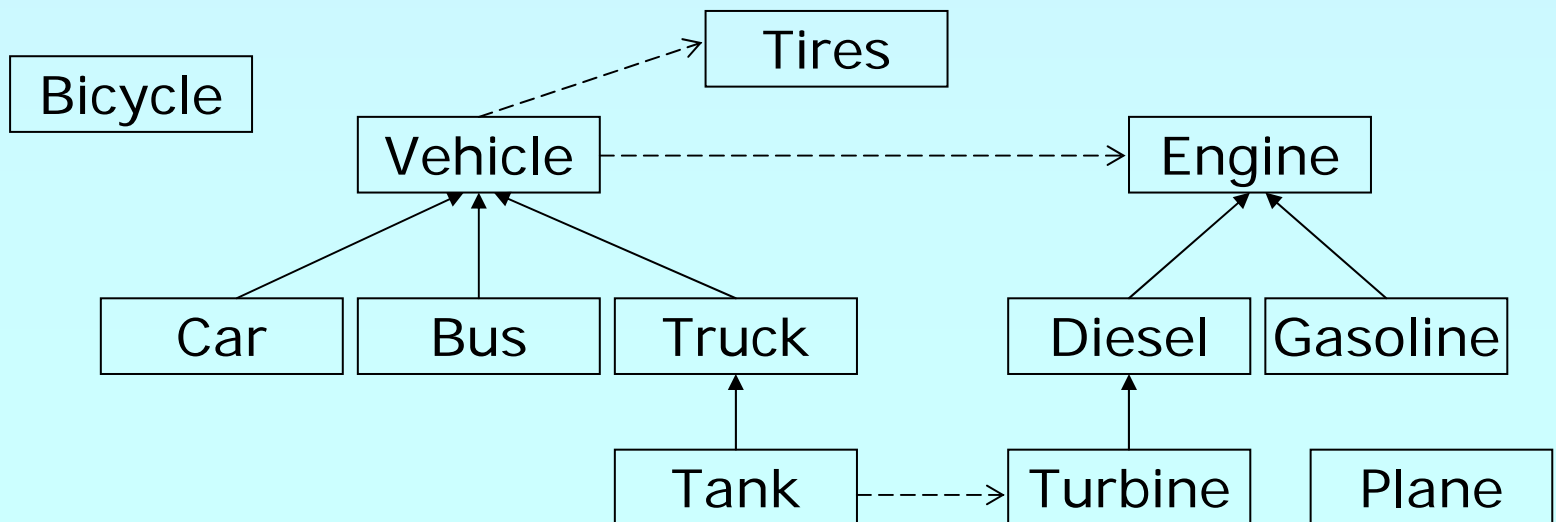 Tires
Bicycle
Vehicle
Engine
Car
Bus
Truck
Diesel
Gasoline
Tank
Turbine
Plane